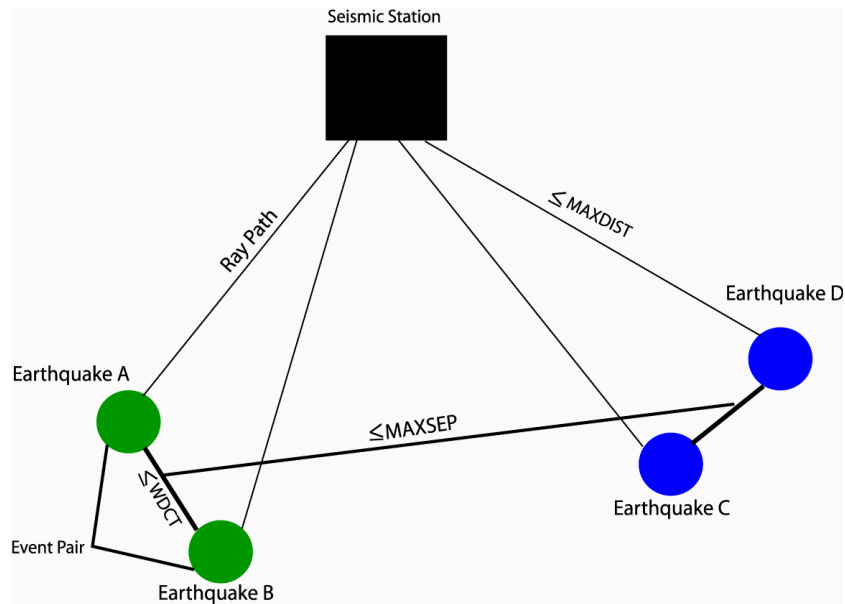 Seismic Station
Ray Path
≤ MAXDIST
Earthquake D
Earthquake A
≤MAXSEP
≤WDCT
Earthquake C
Event Pair
Earthquake B